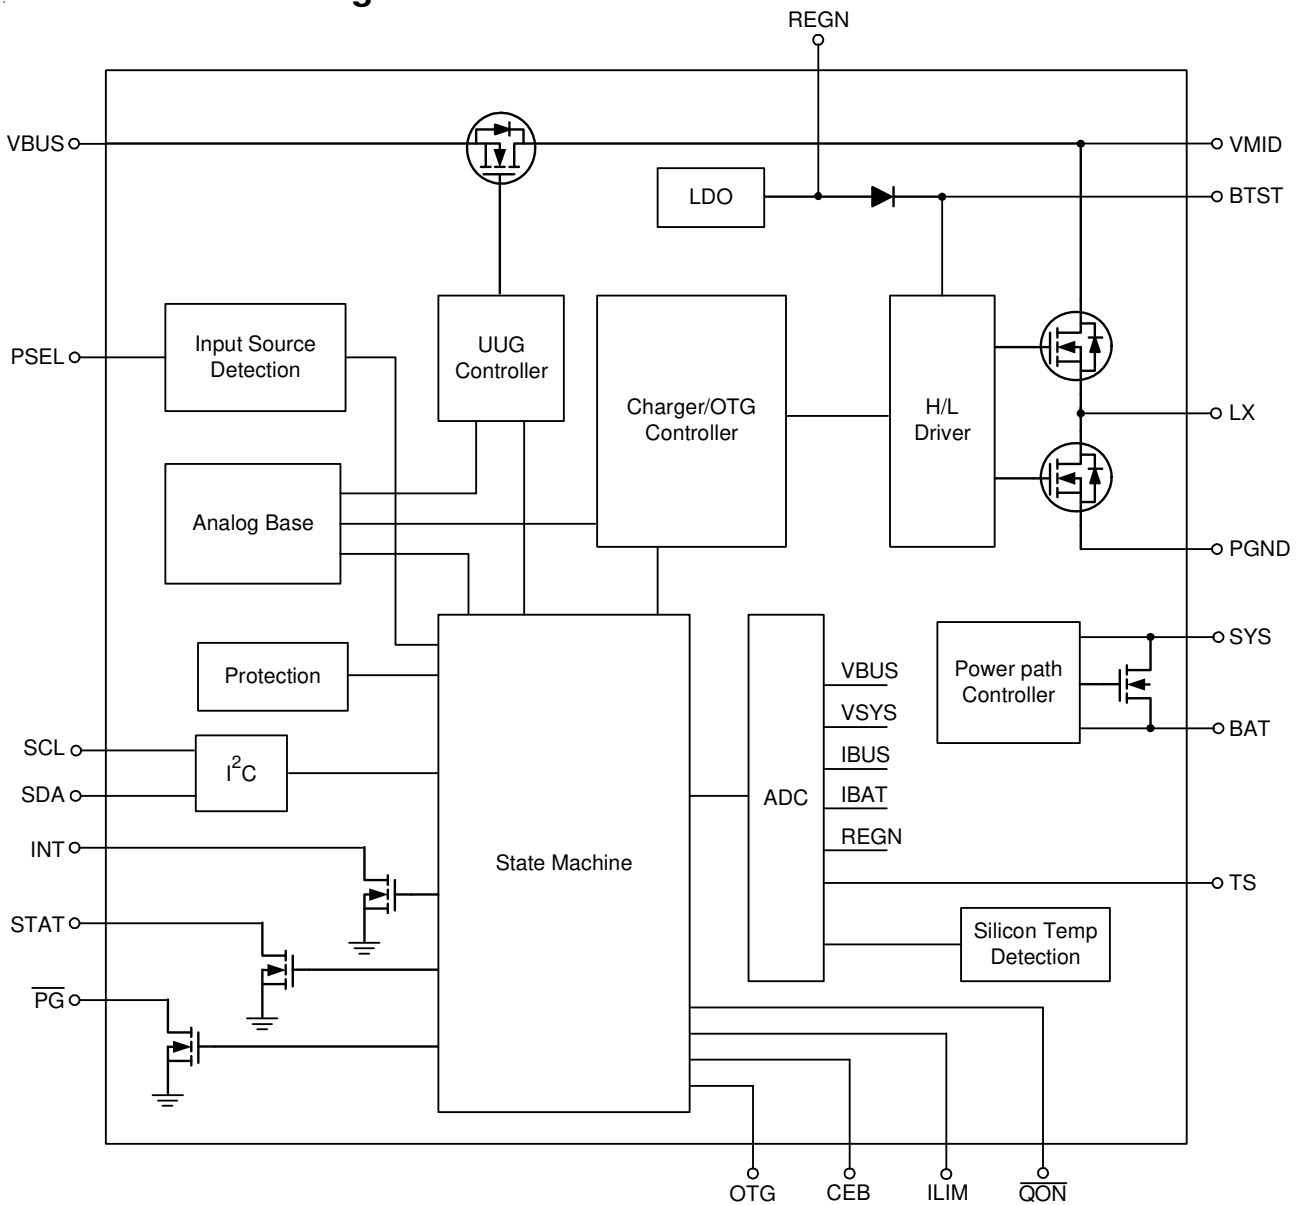 REGN
VBUS
VMID
LDO
BTST
PSEL
Input Source
Detection
UUG
Controller
Charger/OTG
Controller
H/L
Driver
LX
Analog Base
PGND
Protection
Power path
Controller
SYS
BAT
SCL
SDA
I²C
INT
STAT
PG
State Machine
ADC
VBUS
VSYS
IBUS
IBAT
REGN
TS
Silicon Temp
Detection
OTG
CEB
ILIM
QON